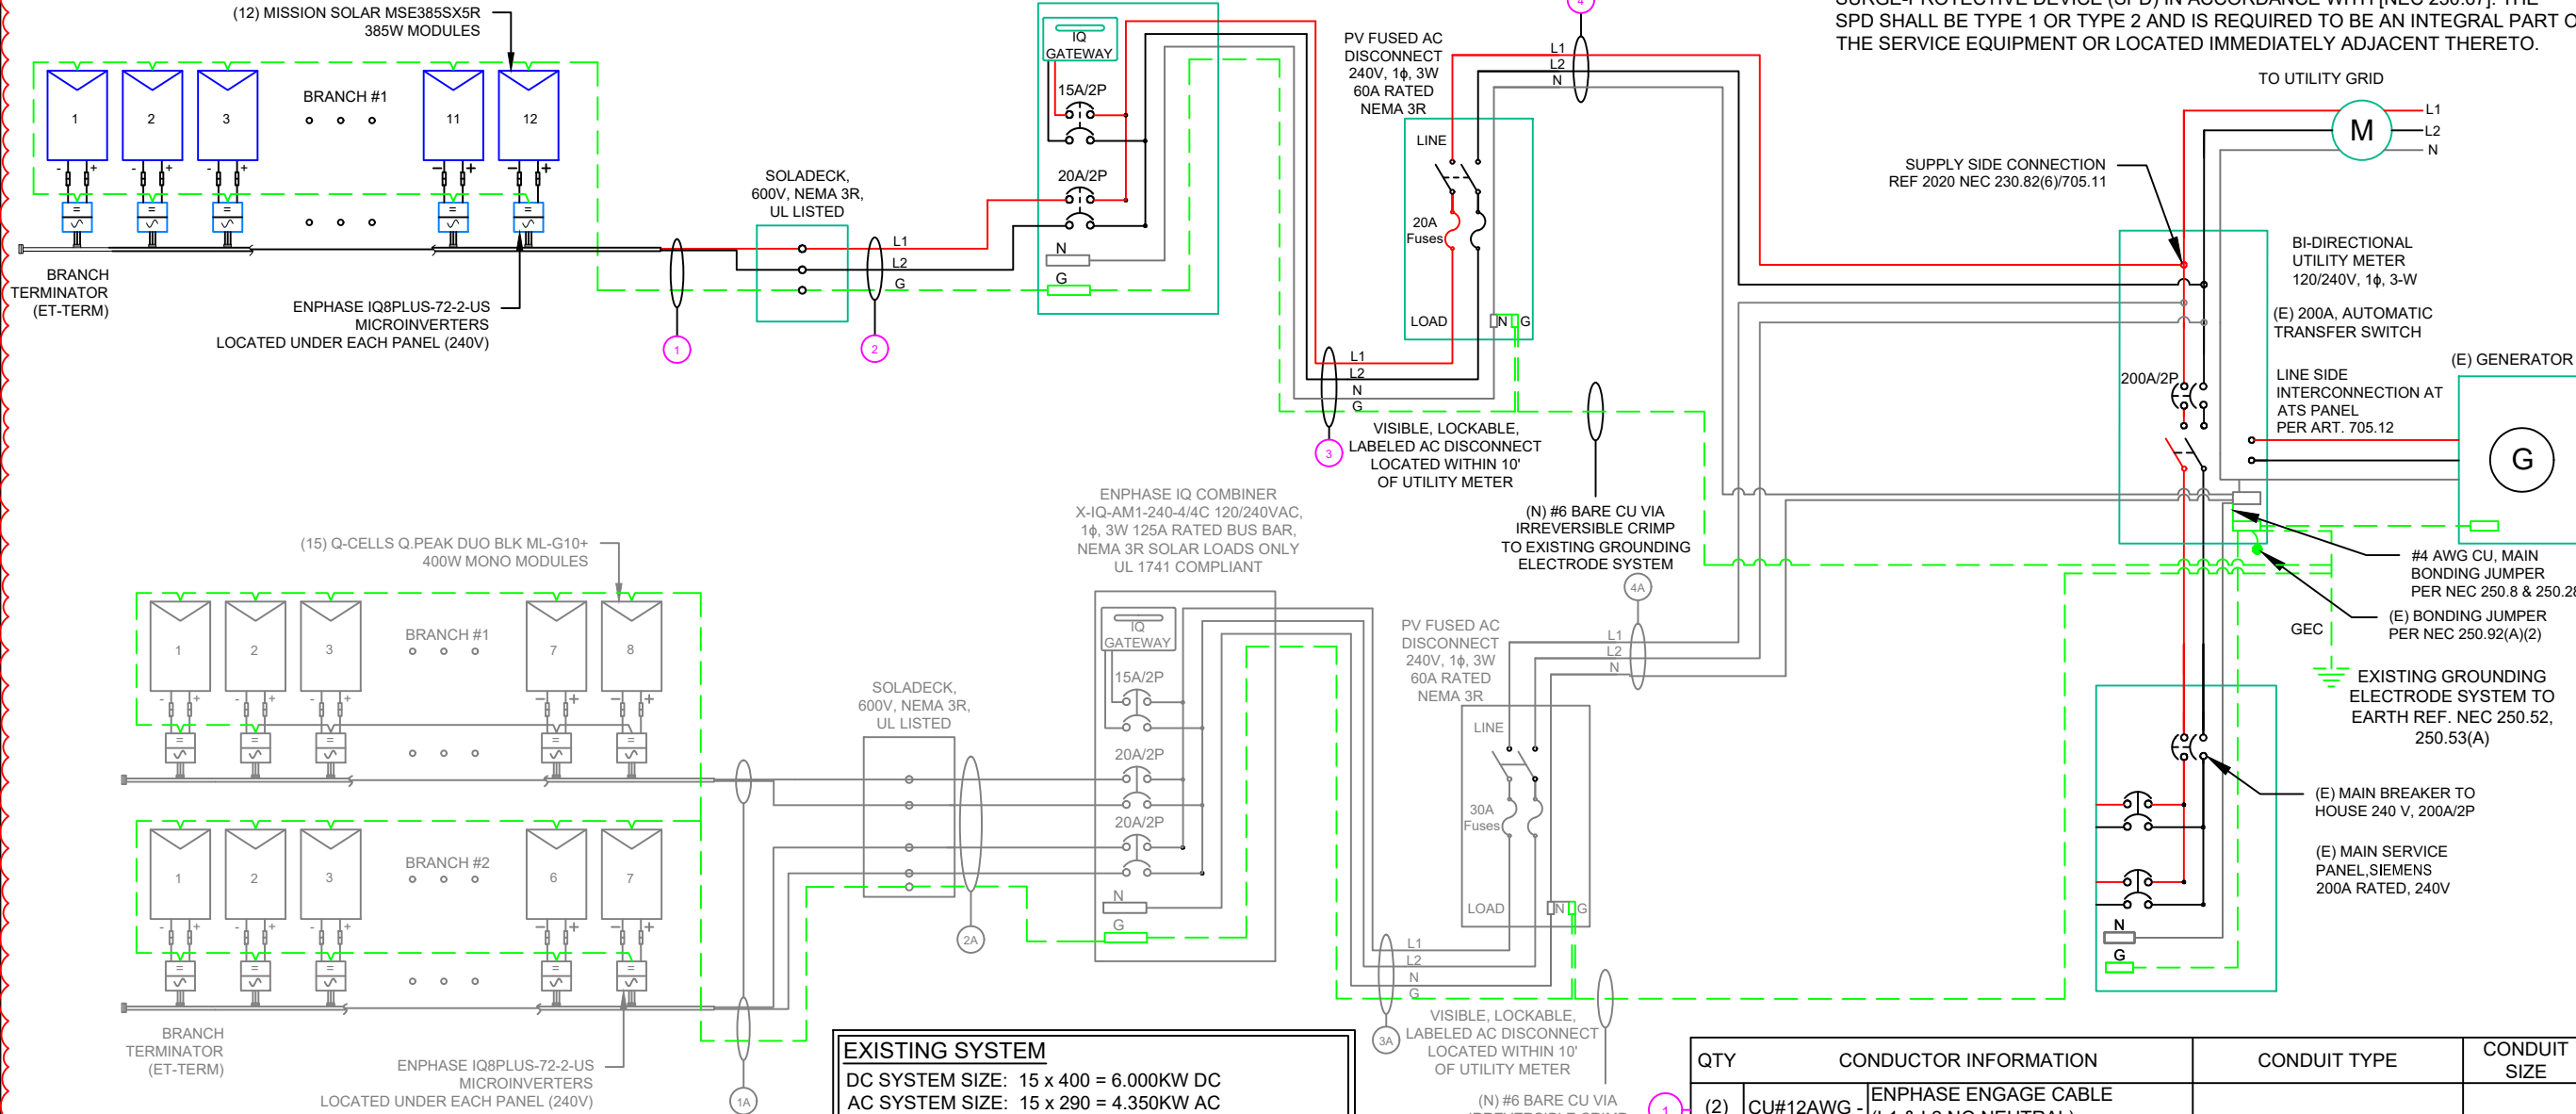 (12) MISSION SOLAR MSE385SX5R
385W MODULES
BRANCH #1
1
2
3
11
12
-
+
BRANCH
TERMINATOR
(ET-TERM)
ENPHASE IQ8PLUS-72-2-US
MICROINVERTERS
LOCATED UNDER EACH PANEL (240V)
1
SOLADECK,
600V, NEMA 3R,
UL LISTED
L1
L2
G
2
IQ
GATEWAY
15A/2P
20A/2P
N
G
L1
L2
N
G
3
PV FUSED AC
DISCONNECT
240V, 1ϕ, 3W
60A RATED
NEMA 3R
LINE
20A
Fuses
LOAD
N
G
VISIBLE, LOCKABLE,
LABELED AC DISCONNECT
LOCATED WITHIN 10'
OF UTILITY METER
L1
L2
N
4
(N) #6 BARE CU VIA
IRREVERSIBLE CRIMP
TO EXISTING GROUNDING
ELECTRODE SYSTEM
SPD SHALL BE TYPE 1 OR TYPE 2 AND IS REQUIRED TO BE AN INTEGRAL PART O
THE SERVICE EQUIPMENT OR LOCATED IMMEDIATELY ADJACENT THERETO.
TO UTILITY GRID
M
L1
L2
N
SUPPLY SIDE CONNECTION
REF 2020 NEC 230.82(6)/705.11
BI-DIRECTIONAL
UTILITY METER
120/240V, 1ϕ, 3-W
(E) 200A, AUTOMATIC
TRANSFER SWITCH
200A/2P
LINE SIDE
INTERCONNECTION AT
ATS PANEL
PER ART. 705.12
(E) GENERATOR
G
#4 AWG CU, MAIN
BONDING JUMPER
PER NEC 250.8 & 250.28
(E) BONDING JUMPER
PER NEC 250.92(A)(2)
GEC
EXISTING GROUNDING
ELECTRODE SYSTEM TO
EARTH REF. NEC 250.52,
250.53(A)
(E) MAIN BREAKER TO
HOUSE 240 V, 200A/2P
(E) MAIN SERVICE
PANEL,SIEMENS
200A RATED, 240V
N
G
(15) Q-CELLS Q.PEAK DUO BLK ML-G10+
400W MONO MODULES
BRANCH #1
1
2
3
7
8
BRANCH #2
1
2
3
6
7
BRANCH
TERMINATOR
(ET-TERM)
ENPHASE IQ8PLUS-72-2-US
MICROINVERTERS
LOCATED UNDER EACH PANEL (240V)
1A
SOLADECK,
600V, NEMA 3R,
UL LISTED
2A
ENPHASE IQ COMBINER
X-IQ-AM1-240-4/4C 120/240VAC,
1ϕ, 3W 125A RATED BUS BAR,
NEMA 3R SOLAR LOADS ONLY
UL 1741 COMPLIANT
IQ
GATEWAY
15A/2P
20A/2P
20A/2P
N
G
L1
L2
N
G
3A
PV FUSED AC
DISCONNECT
240V, 1ϕ, 3W
60A RATED
NEMA 3R
LINE
30A
Fuses
LOAD
N
G
L1
L2
N
4A
VISIBLE, LOCKABLE,
LABELED AC DISCONNECT
LOCATED WITHIN 10'
OF UTILITY METER
(N) #6 BARE CU VIA
EXISTING SYSTEM
DC SYSTEM SIZE: 15 x 400 = 6.000KW DC
AC SYSTEM SIZE: 15 x 290 = 4.350KW AC
QTY CONDUCTOR INFORMATION CONDUIT TYPE CONDUIT SIZE
1 (2) CU#12AWG - ENPHASE ENGAGE CABLE